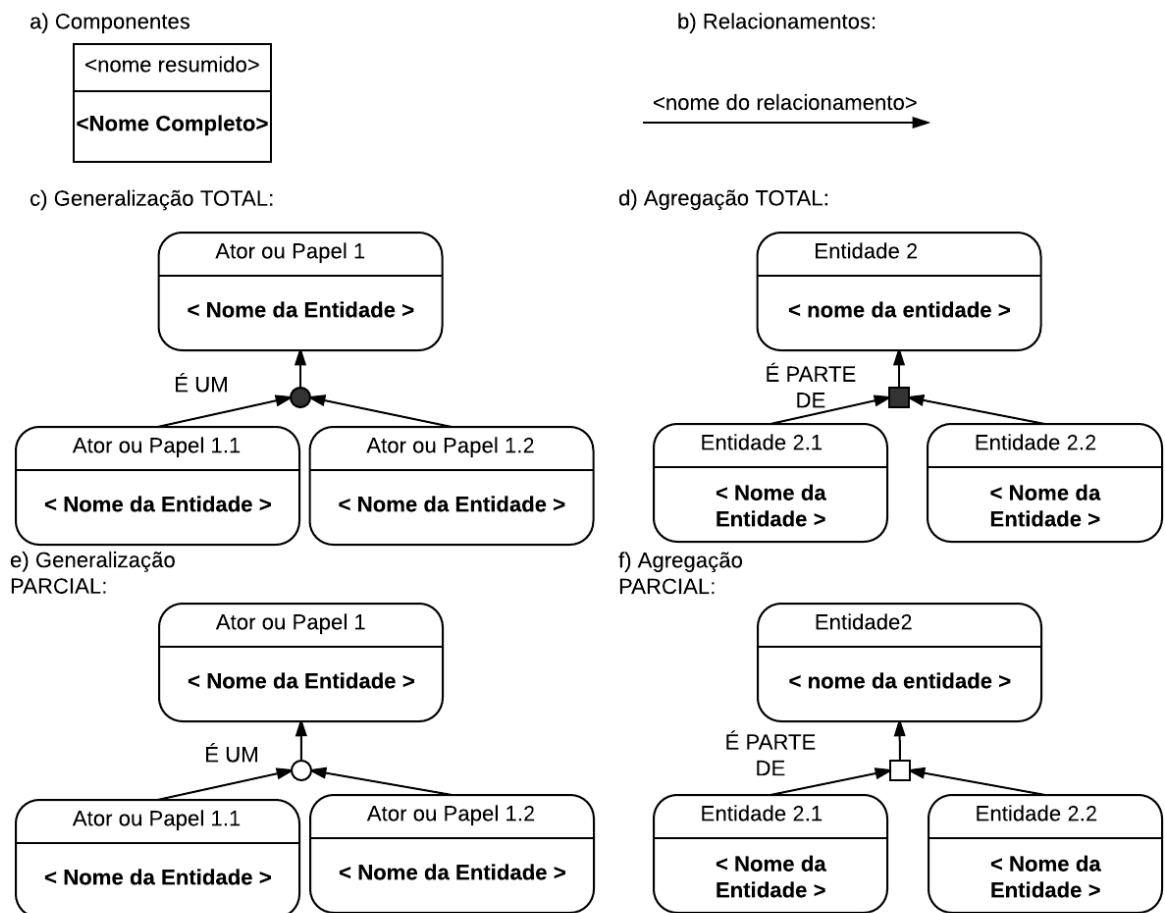 a) Componentes
b) Relacionamentos:
<nome resumido>
<Nome Completo>
<nome do relacionamento>
c) Generalização TOTAL:
d) Agregação TOTAL:
Ator ou Papel 1
< Nome da Entidade >
É UM
Ator ou Papel 1.1
< Nome da Entidade >
Ator ou Papel 1.2
< Nome da Entidade >
Entidade 2
< nome da entidade >
É PARTE
DE
Entidade 2.1
< Nome da
Entidade >
Entidade 2.2
< Nome da
Entidade >
e) Generalização
PARCIAL:
f) Agregação
PARCIAL:
Ator ou Papel 1
< Nome da Entidade >
É UM
Ator ou Papel 1.1
< Nome da Entidade >
Ator ou Papel 1.2
< Nome da Entidade >
Entidade2
< nome da entidade >
É PARTE
DE
Entidade 2.1
< Nome da
Entidade >
Entidade 2.2
< Nome da
Entidade >